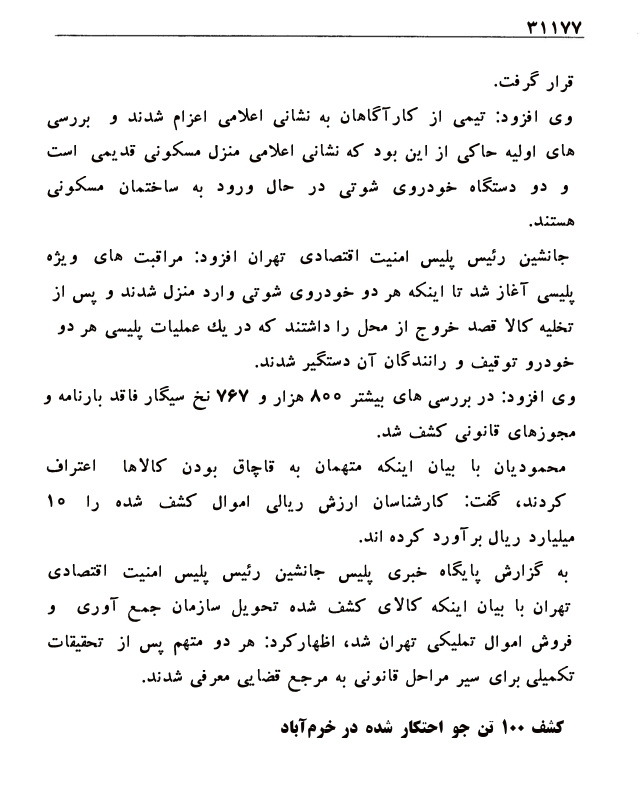 ۳۱۱۷۷
قرار گرفت.
وی افزود: تیمی از کارآگاهان به نشانی اعلامی اعزام شدند و بررسی
های اولیه حاکی از این بود که نشانی اعلامی منزل مسکونی قدیمی است
و دو دستگاه خودروی شوتی در حال ورود به ساختمان مسکونی
هستند.
جانشین رئیس پلیس امنیت اقتصادی تهران افزود: مراقبت های ویژه
پلیسی آغاز شد تا اینکه هر دو خودروی شوتی وارد منزل شدند و پس از
تخلیه کالا قصد خروج از محل را داشتند که در یك عملیات پلیسی هر دو
خودرو توقیف و رانندگان آن دستگیر شدند.
وی افزود: در بررسی های بیشتر ۸۰۰ هزار و ۷۶۷ نخ سیگار فاقد بارنامه و
مجوزهای قانونی کشف شد.
محمودیان با بیان اینکه متهمان به قاچاق بودن کالاها اعتراف
کردند، گفت: کارشناسان ارزش ریالی اموال کشف شده را ۱۰
میلیارد ریال برآورد کرده اند.
به گزارش پایگاه خبری پلیس جانشین رئیس پلیس امنیت اقتصادی
تهران با بیان اینکه کالای کشف شده تحویل سازمان جمع آوری و
فروش اموال تملیکی تهران شد، اظهارکرد: هر دو متهم پس از تحقیقات
تکمیلی برای سیر مراحل قانونی به مرجع قضایی معرفی شدند.
کشف ۱۰۰ تن جو احتکار شده در خرم‌آباد